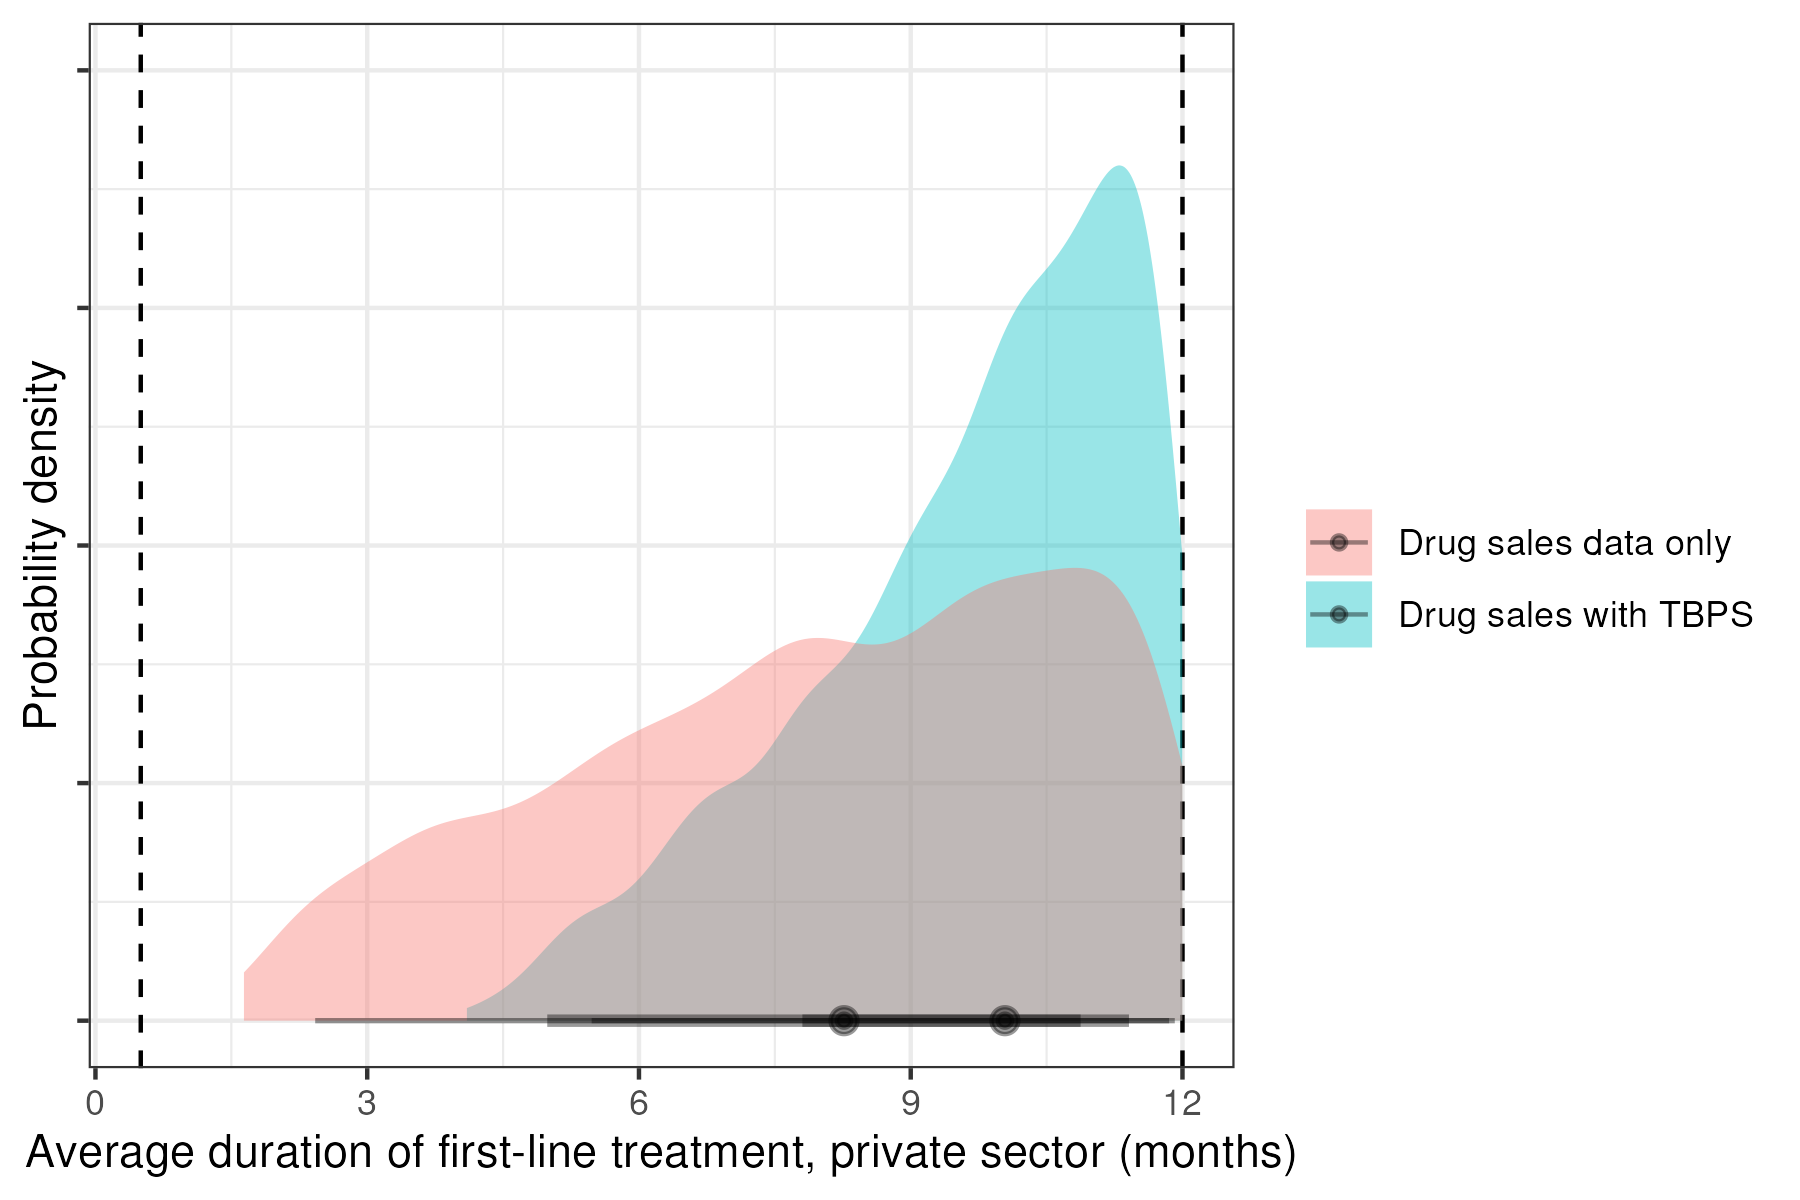 Probability density
0 3 6 9 12
Average duration of first-line treatment, private sector (months)
Drug sales data only
Drug sales with TBPS